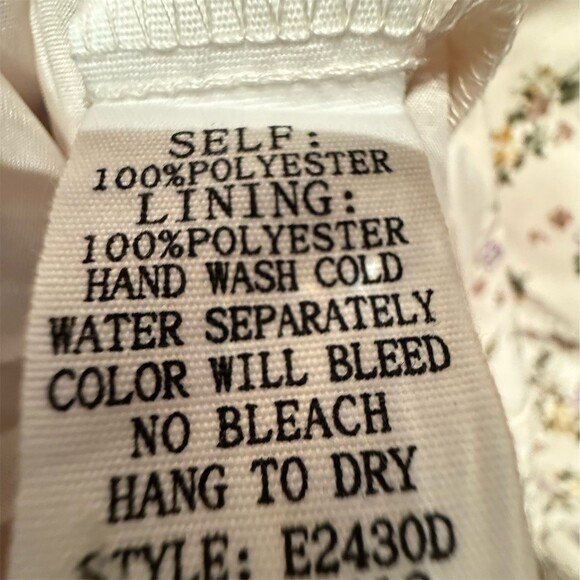 SELF:
100%POLYESTER
LINING:
100%POLYESTER
HAND WASH COLD
WATER SEPARATELY
COLOR WILL BLEED
NO BLEACH
HANG TO DRY
STYLE: E2430D